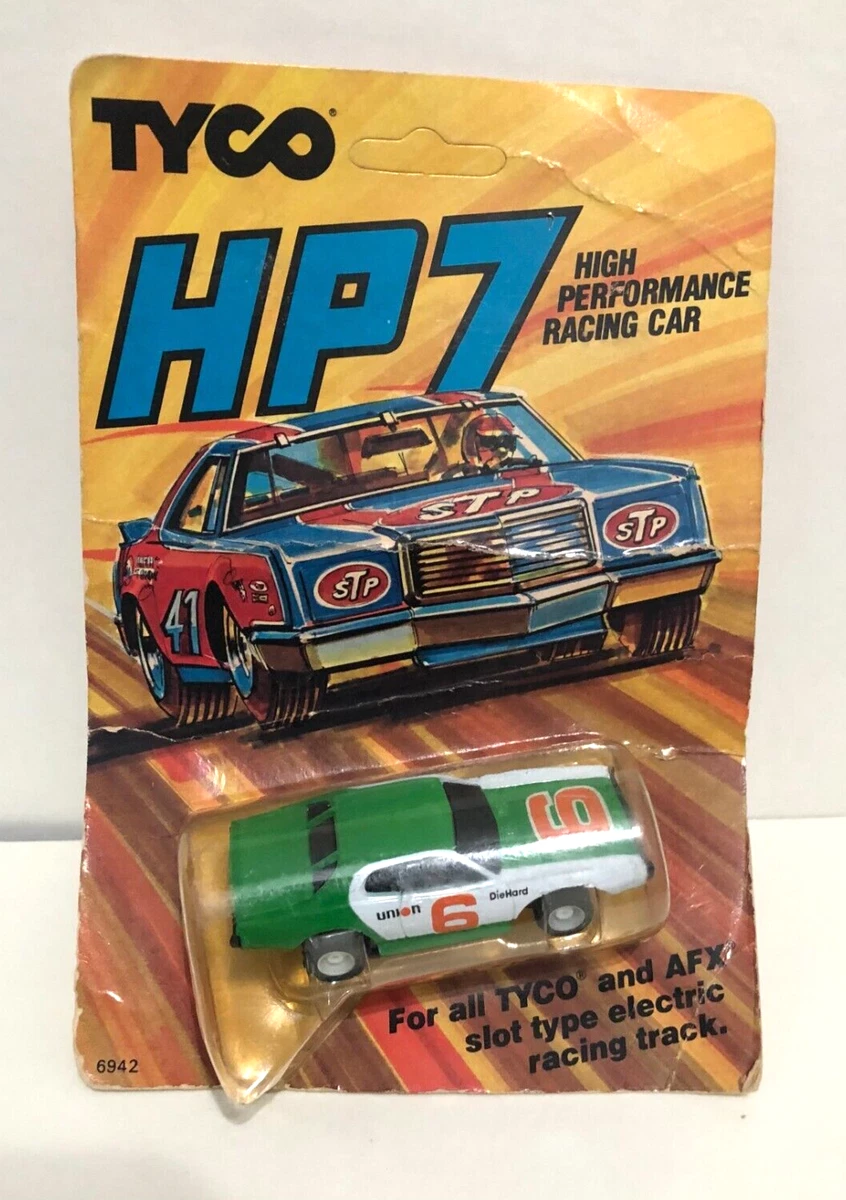 TYCO®
HP7
HIGH
PERFORMANCE
RACING CAR
STP
STP
STP
41
6
union
6
DieHard
For all TYCO® and AFX®
slot type electric
racing track.
6942